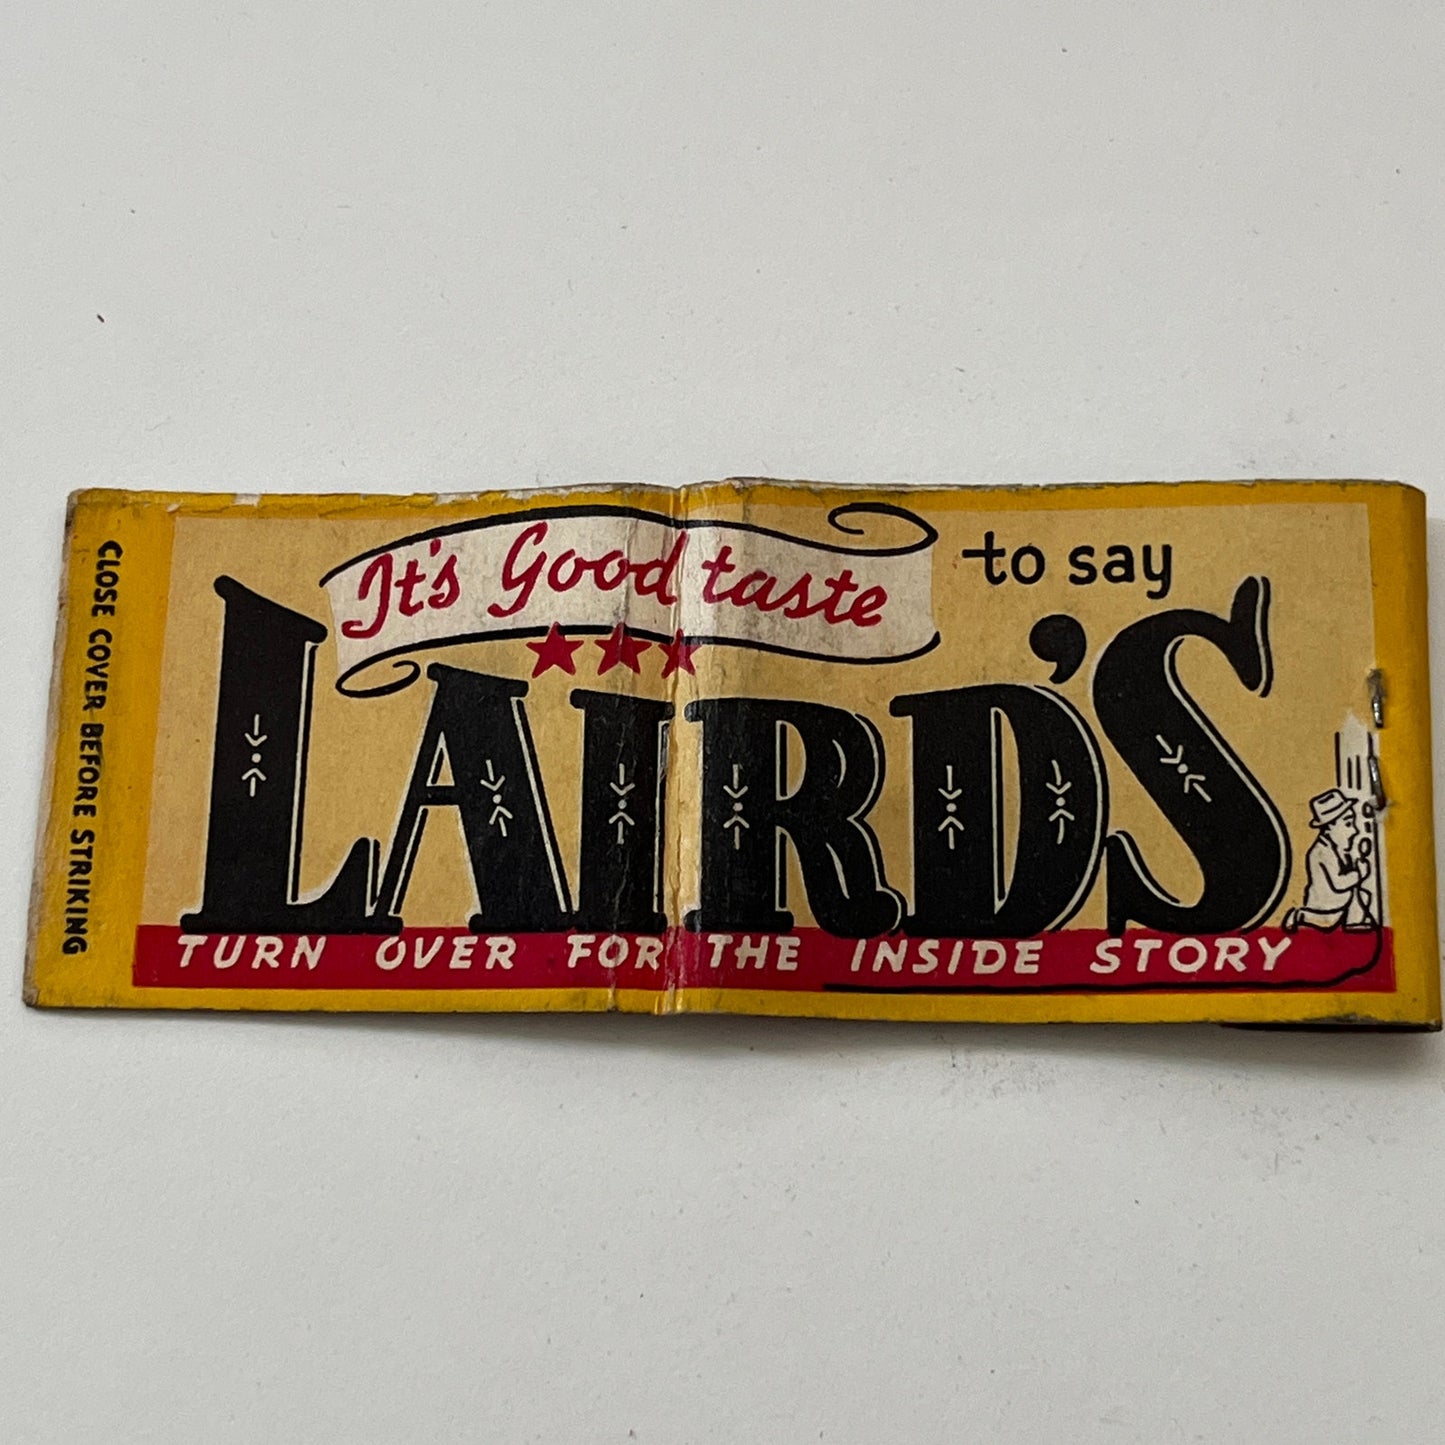 It's Good taste to say
LAIRD'S
TURN OVER FOR THE INSIDE STORY
CLOSE COVER BEFORE STRIKING